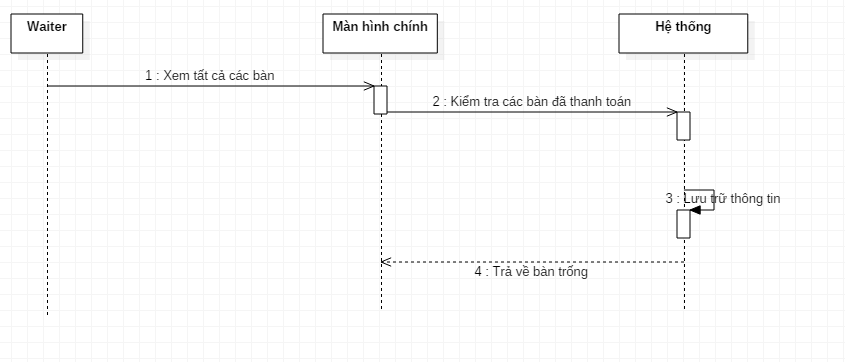 Waiter
Màn hình chính
Hệ thống
1 : Xem tất cả các bàn
2 : Kiểm tra các bàn đã thanh toán
3 : Lưu trữ thông tin
4 : Trả về bàn trống